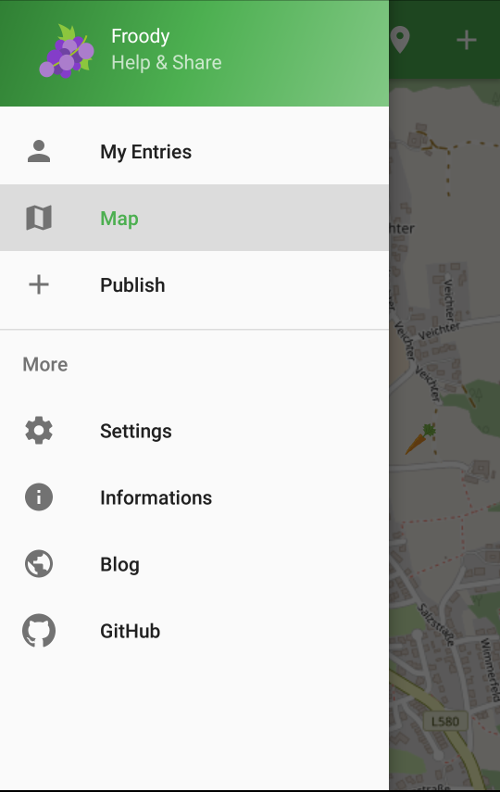 Froody
Help & Share
My Entries
Map
Publish
More
Settings
Informations
Blog
GitHub
hter
Veichter
Veichter
Veichter
Veichter
Salzstraße
Wimmerfeld
L580